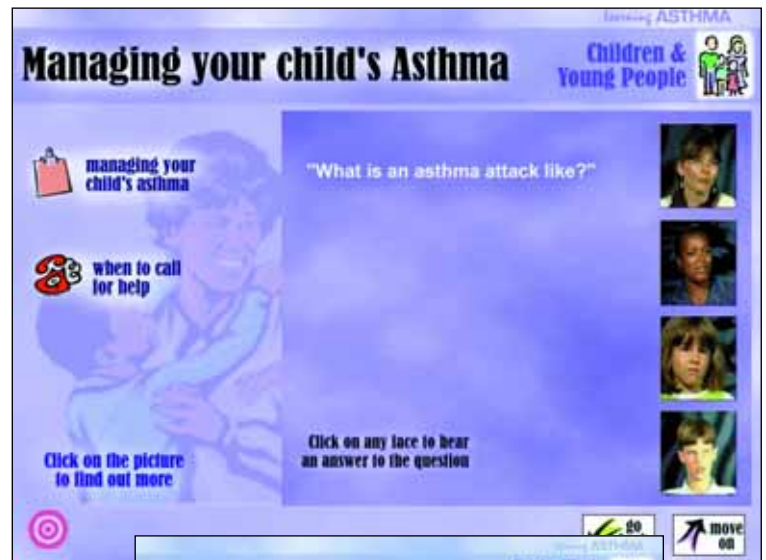 ASTHMA
Managing your child's Asthma
Children &
Young People
managing your
child's asthma
"What is an asthma attack like?"
when to call
for help
Click on any face to hear
an answer to the question
Click on the picture
to find out more
go
move
on
ASTHMA